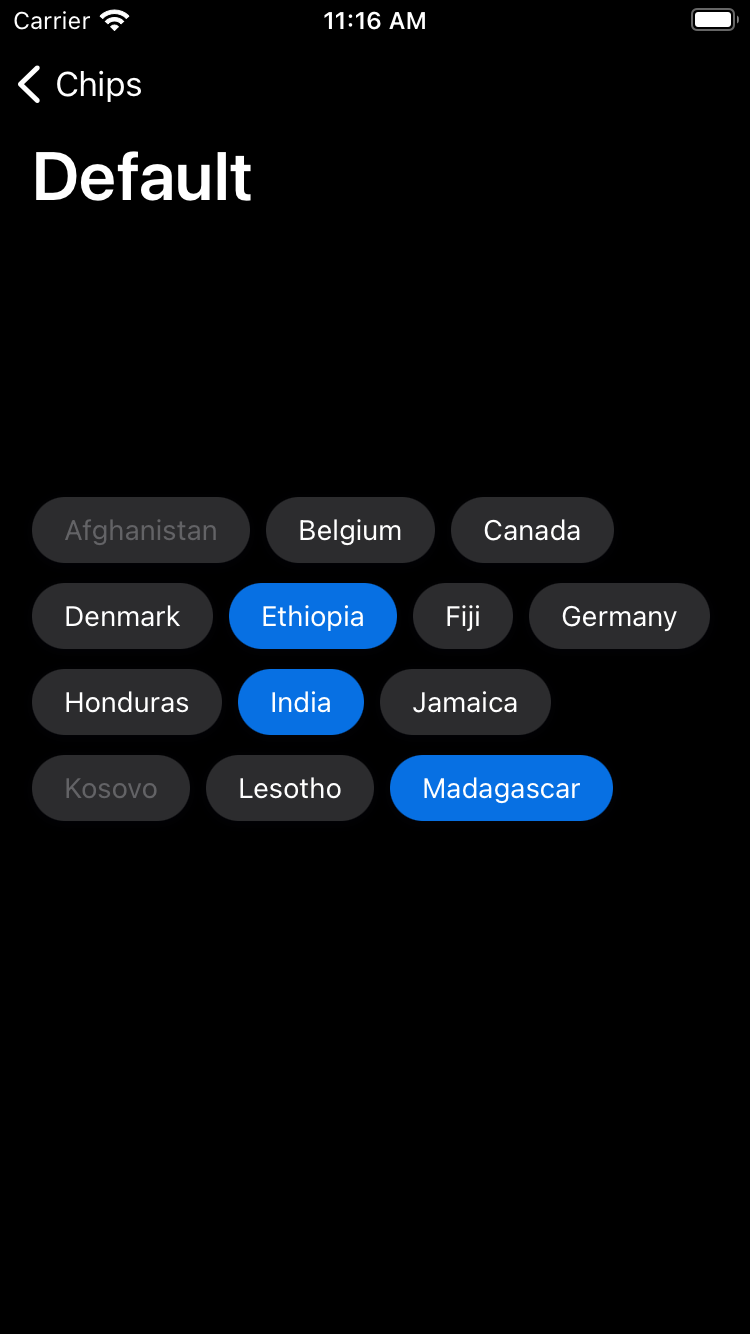 Carrier 11:16 AM
Chips
Default
Afghanistan Belgium Canada
Denmark Ethiopia Fiji Germany
Honduras India Jamaica
Kosovo Lesotho Madagascar